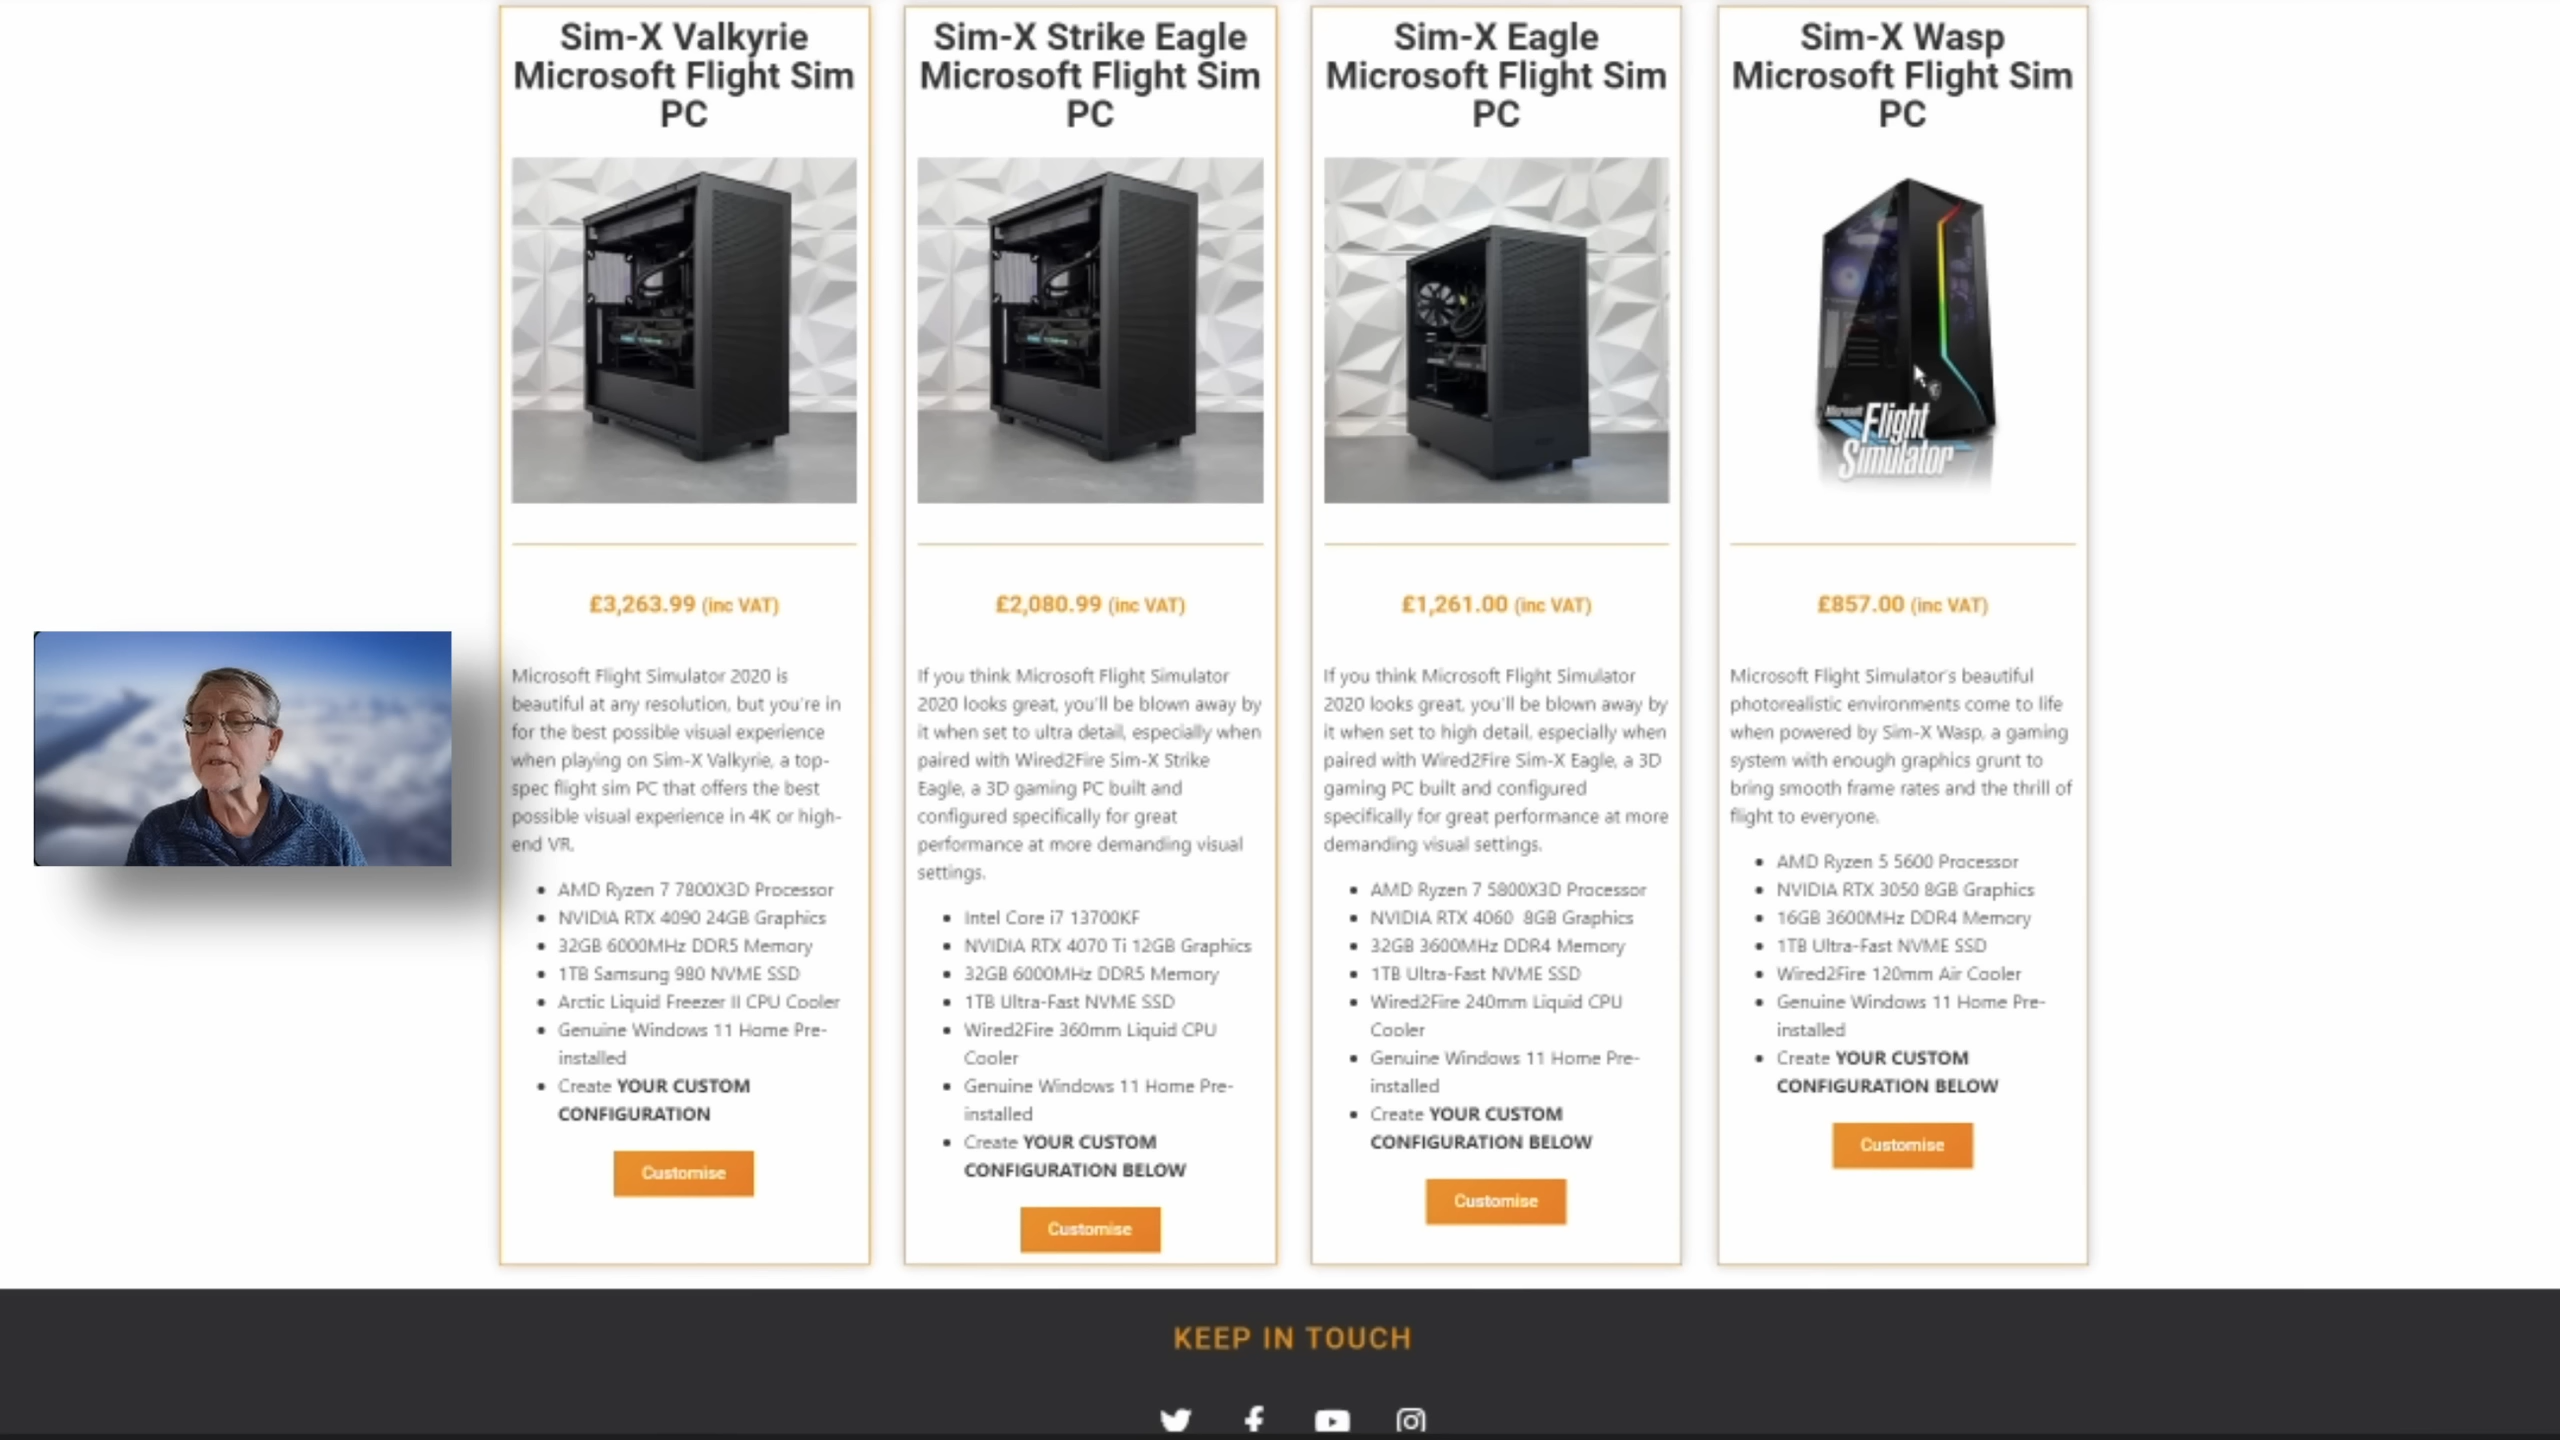 Sim-X Valkyrie
Microsoft Flight Sim
PC
£3,263.99 (inc VAT)
Microsoft Flight Simulator 2020 is
beautiful at any resolution, but you're in
for the best possible visual experience
when playing on Sim-X Valkyrie, a top-
spec flight sim PC that offers the best
possible visual experience in 4K or high-
end VR.
• AMD Ryzen 7 7800X3D Processor
• NVIDIA RTX 4090 24GB Graphics
• 32GB 6000MHz DDR5 Memory
• 1TB Samsung 980 NVME SSD
• Arctic Liquid Freezer II CPU Cooler
• Genuine Windows 11 Home Pre-
installed
• Create YOUR CUSTOM
CONFIGURATION
Customise
Sim-X Strike Eagle
Microsoft Flight Sim
PC
£2,080.99 (inc VAT)
If you think Microsoft Flight Simulator
2020 looks great, you'll be blown away by
it when set to ultra detail, especially when
paired with Wired2Fire Sim-X Strike
Eagle, a 3D gaming PC built and
configured specifically for great
performance at more demanding visual
settings.
• Intel Core i7 13700KF
• NVIDIA RTX 4070 Ti 12GB Graphics
• 32GB 6000MHz DDR5 Memory
• 1TB Ultra-Fast NVME SSD
• Wired2Fire 360mm Liquid CPU
Cooler
• Genuine Windows 11 Home Pre-
installed
• Create YOUR CUSTOM
CONFIGURATION BELOW
Customise
Sim-X Eagle
Microsoft Flight Sim
PC
£1,261.00 (inc VAT)
If you think Microsoft Flight Simulator
2020 looks great, you'll be blown away by
it when set to high detail, especially when
paired with Wired2Fire Sim-X Eagle, a 3D
gaming PC built and configured
specifically for great performance at more
demanding visual settings.
• AMD Ryzen 7 5800X3D Processor
• NVIDIA RTX 4060 8GB Graphics
• 32GB 3600MHz DDR4 Memory
• 1TB Ultra-Fast NVME SSD
• Wired2Fire 240mm Liquid CPU
Cooler
• Genuine Windows 11 Home Pre-
installed
• Create YOUR CUSTOM
CONFIGURATION BELOW
Customise
Sim-X Wasp
Microsoft Flight Sim
PC
Microsoft
Flight
Simulator
£857.00 (inc VAT)
Microsoft Flight Simulator's beautiful
photorealistic environments come to life
when powered by Sim-X Wasp, a gaming
system with enough graphics grunt to
bring smooth frame rates and the thrill of
flight to everyone.
• AMD Ryzen 5 5600 Processor
• NVIDIA RTX 3050 8GB Graphics
• 16GB 3600MHz DDR4 Memory
• 1TB Ultra-Fast NVME SSD
• Wired2Fire 120mm Air Cooler
• Genuine Windows 11 Home Pre-
installed
• Create YOUR CUSTOM
CONFIGURATION BELOW
Customise
KEEP IN TOUCH